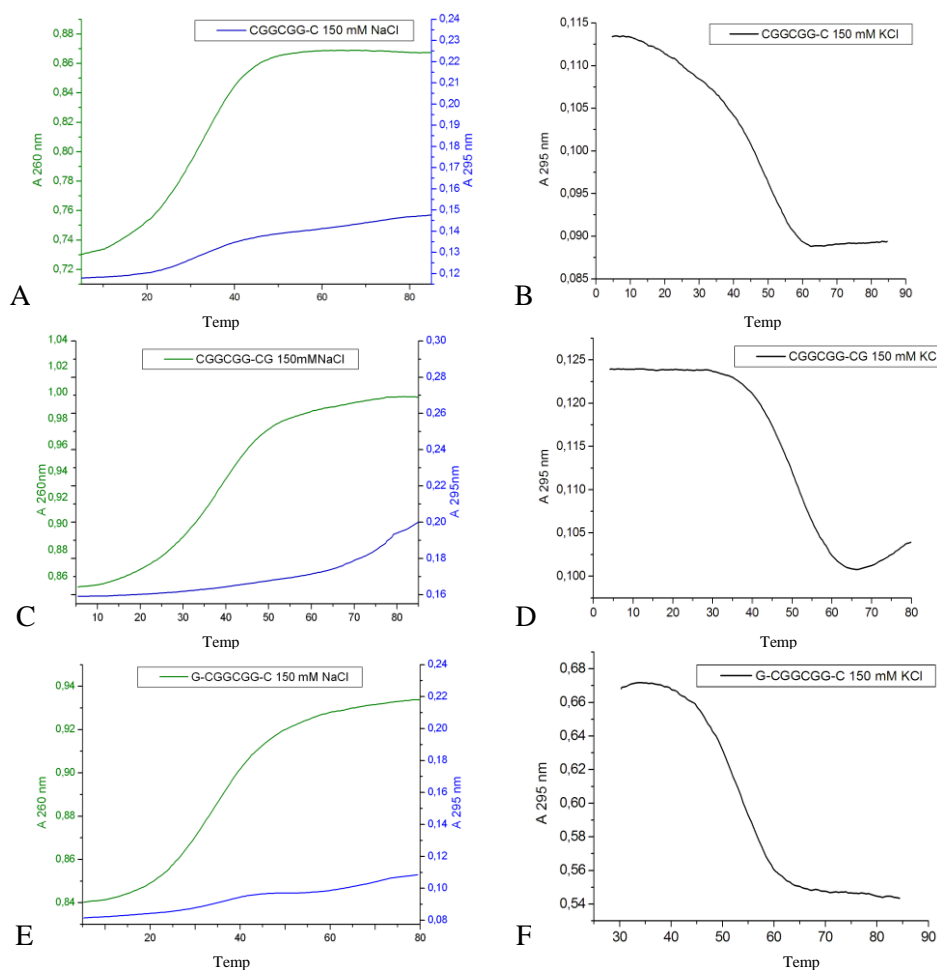 CGGCGG-C 150 mM NaCl
0,88
0,86
0,84
0,82
0,80
0,78
0,76
0,74
0,72
A 260 nm
0,25
0,24
0,23
0,22
0,21
0,20
0,19
0,18
0,17
0,16
0,15
0,14
0,13
0,12
A 295 nm
20 40 60 80
Temp
A
CGGCGG-C 150 mM KCl
0,115
0,110
0,105
0,100
0,095
0,090
0,085
A 295 nm
0 10 20 30 40 50 60 70 80 90
Temp
B
CGGCGG-CG 150mMNaCl
1,04
1,02
1,00
0,98
0,96
0,94
0,92
0,90
0,88
0,86
A 260nm
0,30
0,28
0,26
0,24
0,22
0,20
0,18
0,16
A 295nm
10 20 30 40 50 60 70 80
Temp
C
CGGCGG-CG 150 mM KC
0,125
0,120
0,115
0,110
0,105
0,100
A 295 nm
0 10 20 30 40 50 60 70 80
Temp
D
G-CGGCGG-C 150 mM NaCl
0,94
0,92
0,90
0,88
0,86
0,84
A 260 nm
0,24
0,22
0,20
0,18
0,16
0,14
0,12
0,10
0,08
A 295 nm
20 40 60 80
Temp
E
G-CGGCGG-C 150 mM KCl
0,68
0,66
0,64
0,62
0,60
0,58
0,56
0,54
A 295 nm
30 40 50 60 70 80 90
Temp
F